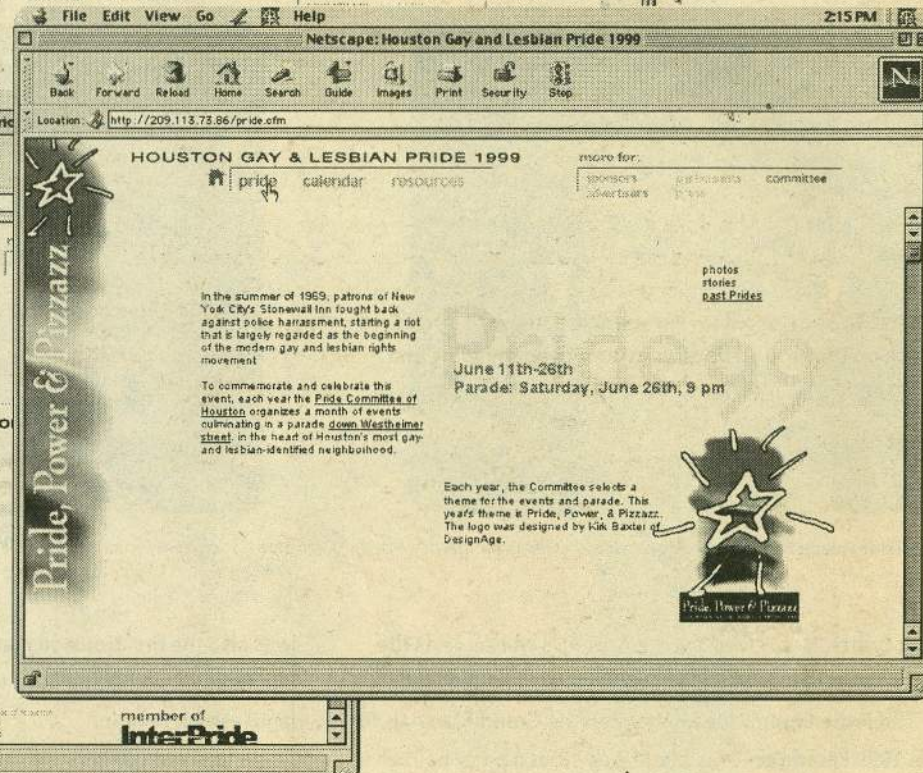 File Edit View Go Help 2:15 PM
Netscape: Houston Gay and Lesbian Pride 1999
Back Forward Reload Home Search Guide Images Print Security Stop N
Location: http://209.113.73.86/pride.cfm
HOUSTON GAY & LESBIAN PRIDE 1999
pride calendar resources
more for:
sponsors committee
advertisers
Pride, Power & Pizzazz
photos
stories
past Prides
In the summer of 1969, patrons of New
York City's Stonewall Inn fought back
against police harrassment, starting a riot
that is largely regarded as the beginning
of the modern gay and lesbian rights
movement
To commemorate and celebrate this
event, each year the Pride Committee of
Houston organizes a month of events
culminating in a parade down Westheimer
street, in the heart of Houston's most gay-
and lesbian-identified neighborhood.
Pride99
June 11th-26th
Parade: Saturday, June 26th, 9 pm
Each year, the Committee selects a
theme for the events and parade. This
year's theme is Pride, Power, & Pizzazz.
The logo was designed by Kirk Baxter of
DesignAge.
Pride, Power & Pizzazz
member of
InterPride